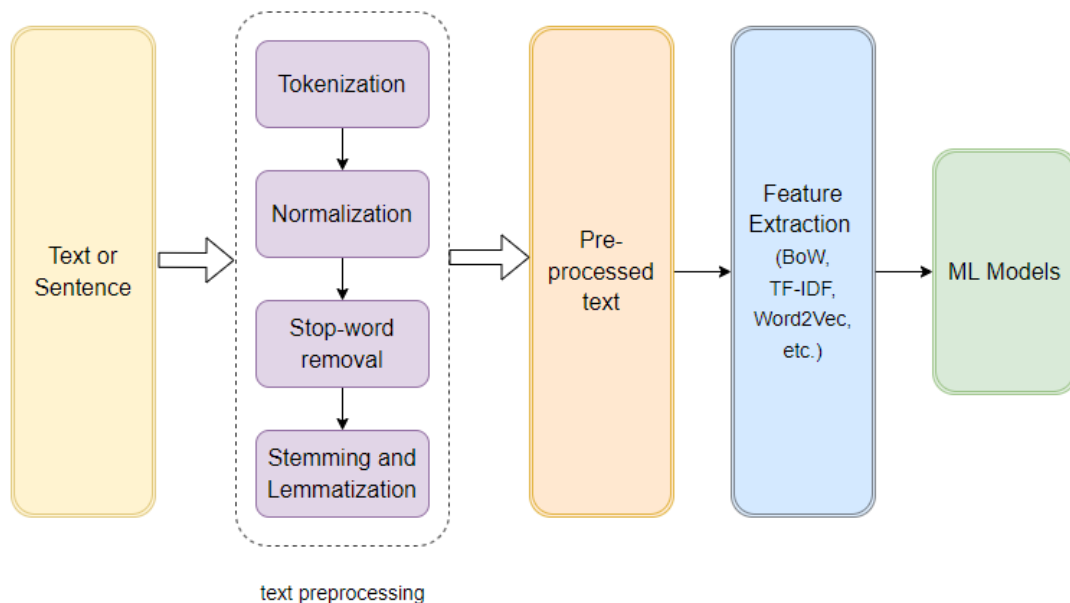 Text or
Sentence
Tokenization
Normalization
Stop-word
removal
Stemming and
Lemmatization
text preprocessing
Pre-
processed
text
Feature
Extraction
(BoW,
TF-IDF,
Word2Vec,
etc.)
ML Models